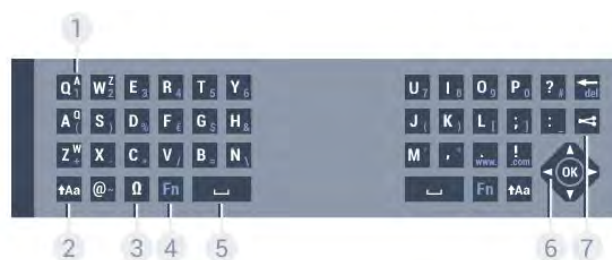 1
Q A 1 W Z 2 E 3 R 4 T 5 Y 6 U 7 I 8 O 9 P 0 ? # del
A Q ( S ) D % F € G $ H & J ( K ) L [ ; ] : _
Z W + X - C × V / B = N \ M ' , " . www. ! .com
Aa @ ~ Ω Fn Fn Aa OK
2 3 4 5 6 7